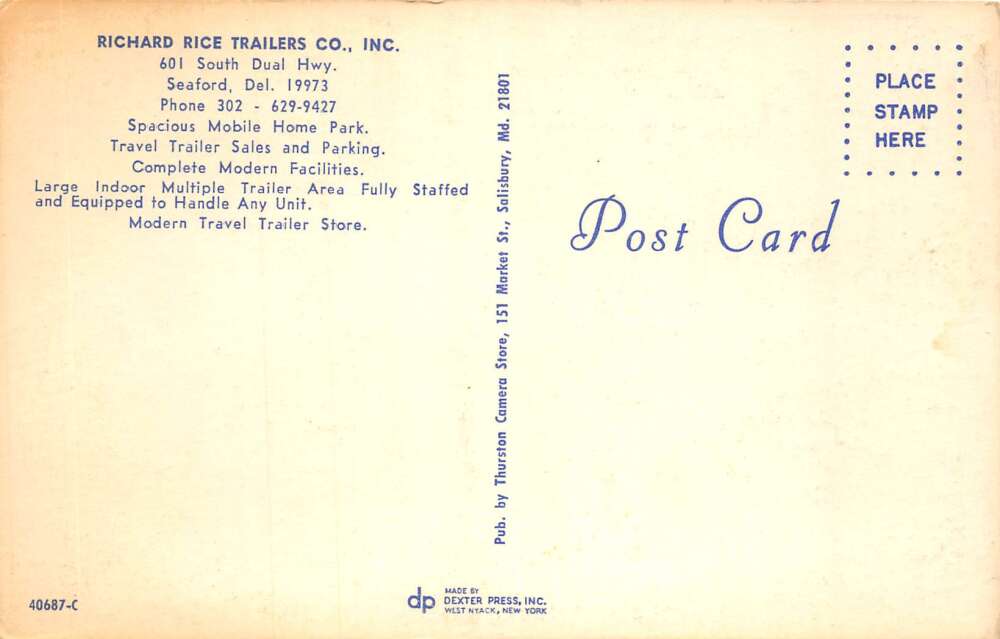 RICHARD RICE TRAILERS CO., INC.
601 South Dual Hwy.
Seaford, Del. 19973
Phone 302 - 629-9427
Spacious Mobile Home Park.
Travel Trailer Sales and Parking.
Complete Modern Facilities.
Large Indoor Multiple Trailer Area Fully Staffed
and Equipped to Handle Any Unit.
Modern Travel Trailer Store.
Pub. by Thurston Camera Store, 151 Market St., Salisbury, Md. 21801
PLACE
STAMP
HERE
Post Card
40687-C
dp
MADE BY
DEXTER PRESS, INC.
WEST NYACK, NEW YORK